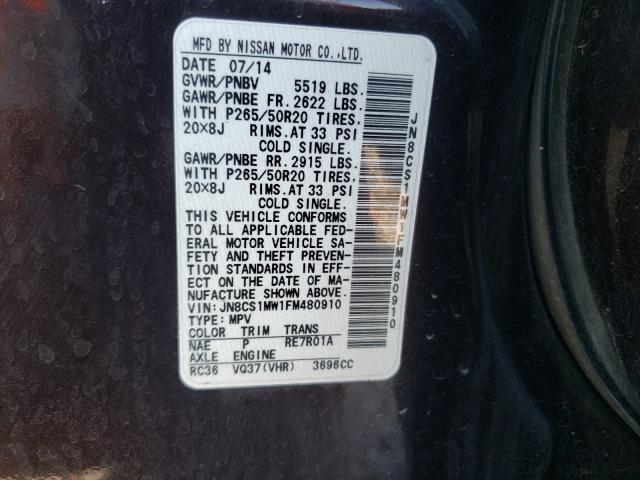 MFD BY NISSAN MOTOR CO.,LTD.
DATE 07/14
GVWR/PNBV 5519 LBS.
GAWR/PNBE FR. 2622 LBS.
WITH P265/50R20 TIRES,
20×8J RIMS.AT 33 PSI
COLD SINGLE.
GAWR/PNBE RR. 2915 LBS.
WITH P265/50R20 TIRES,
20×8J RIMS.AT 33 PSI
COLD SINGLE.
THIS VEHICLE CONFORMS
TO ALL APPLICABLE FED-
ERAL MOTOR VEHICLE SA-
FETY AND THEFT PREVEN-
TION STANDARDS IN EFF-
ECT ON THE DATE OF MA-
NUFACTURE SHOWN ABOVE.
VIN: JN8CS1MW1FM480910
TYPE: MPV
COLOR TRIM TRANS
NAE P RE7R01A
AXLE ENGINE
RC36 VQ37(VHR) 3696CC
JN8CS1MW1FM480910